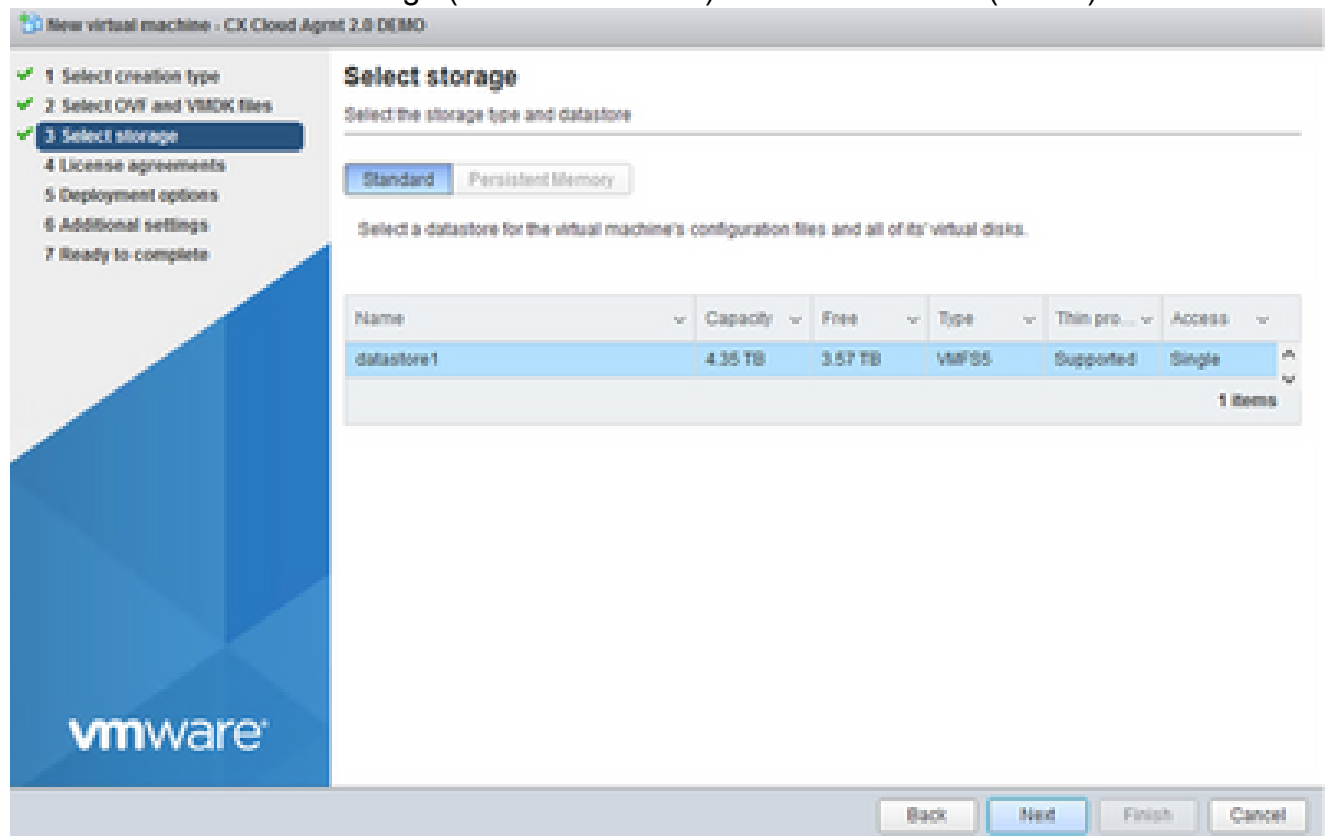 New virtual machine - CX Cloud Agrnt 2.0 DEMO
1 Select creation type
2 Select OVF and VMDK files
3 Select storage
4 License agreements
5 Deployment options
6 Additional settings
7 Ready to complete
vmware
Select storage
Select the storage type and datastore
Standard Persistent Memory
Select a datastore for the virtual machine's configuration files and all of its' virtual disks.
Name Capacity Free Type Thin pro... Access
datastore1 4.35 TB 3.57 TB VMFS5 Supported Single
1 items
Back Next Finish Cancel